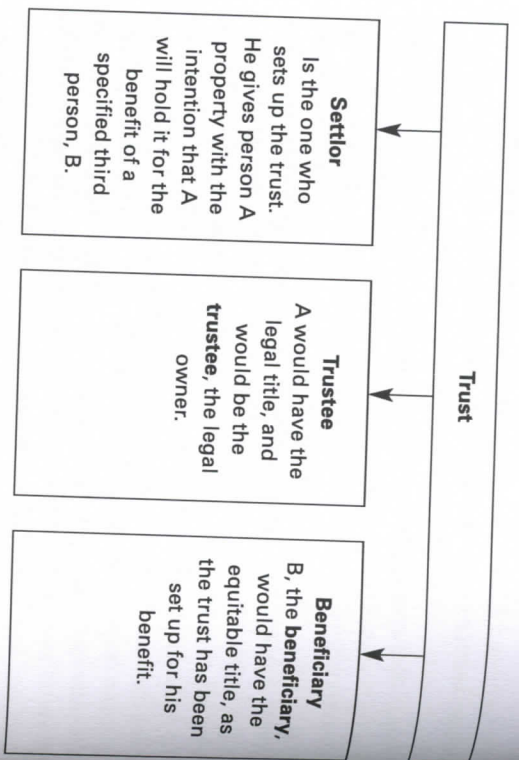 Trust
Settlor
Is the one who
sets up the trust.
He gives person A
property with the
intention that A
will hold it for the
benefit of a
specified third
person, B.
Trustee
A would have the
legal title, and
would be the
trustee, the legal
owner.
Beneficiary
B, the beneficiary,
would have the
equitable title, as
the trust has been
set up for his
benefit.